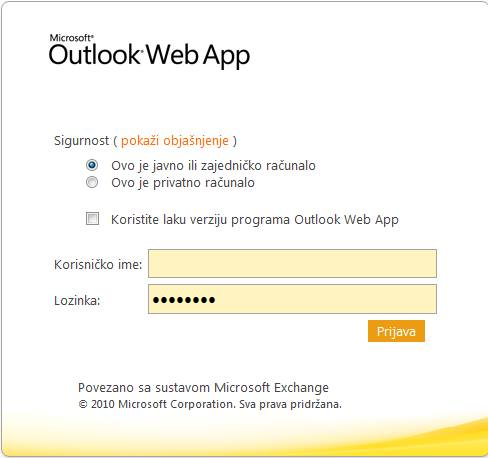 Microsoft®
Outlook® Web App
Sigurnost ( pokaži objašnjenje )
Ovo je javno ili zajedničko računalo
Ovo je privatno računalo
Koristite laku verziju programa Outlook Web App
Korisničko ime:
Lozinka: ••••••••
Prijava
Povezano sa sustavom Microsoft Exchange
© 2010 Microsoft Corporation. Sva prava pridržana.